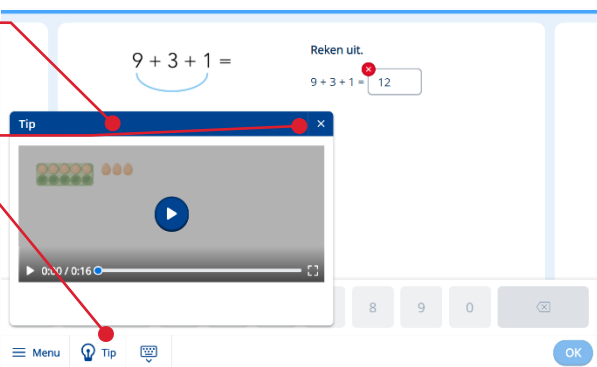 9 + 3 + 1 =
Reken uit.
9 + 3 + 1 = 12
Tip
0:00 / 0:16
8 9 0
Menu
Tip
OK